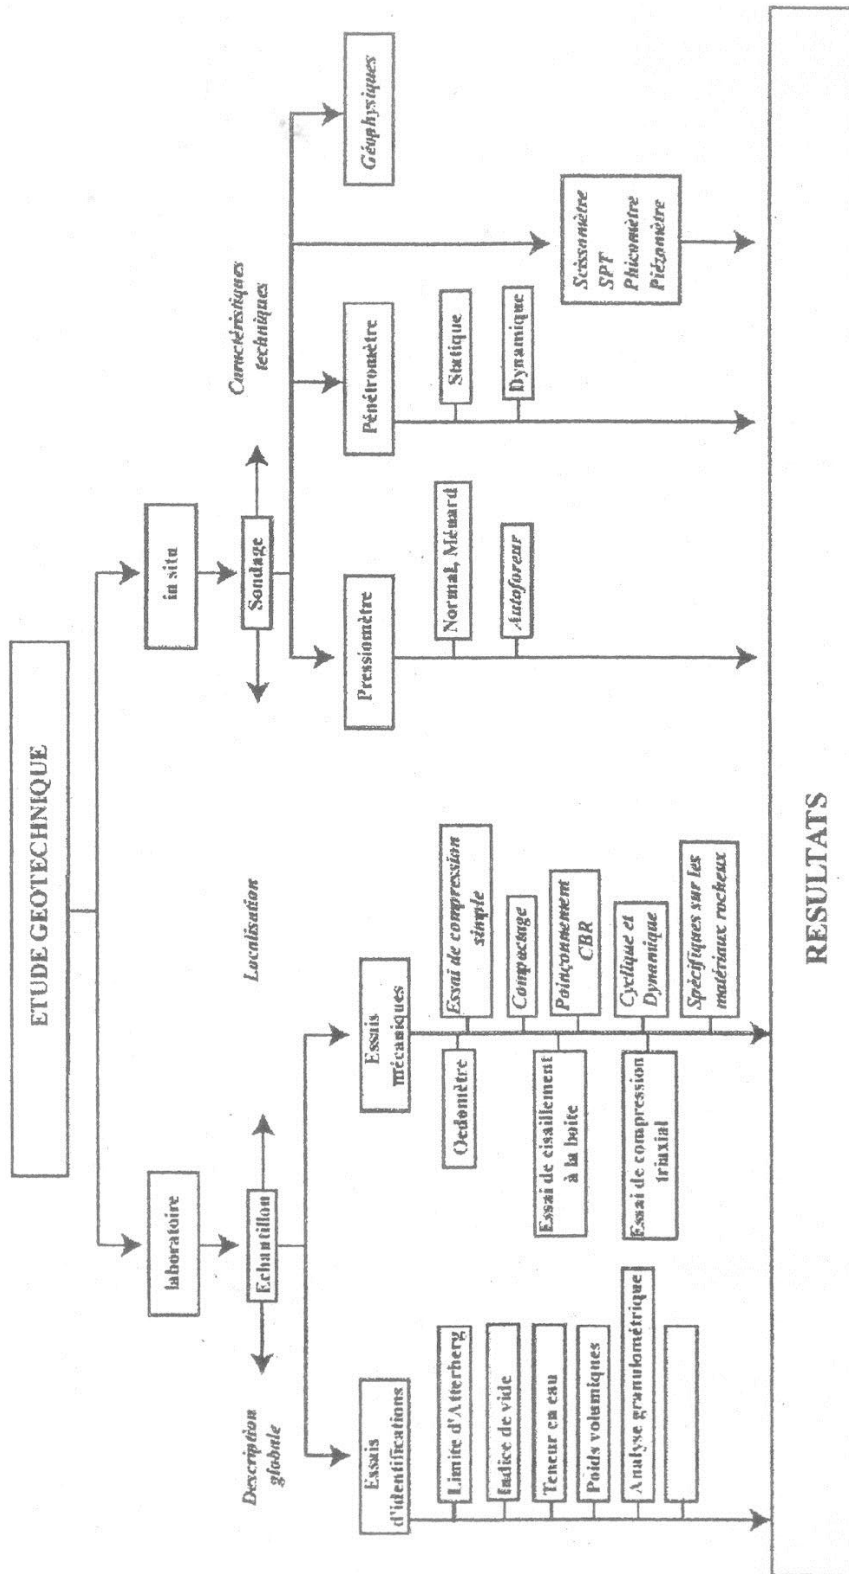 ETUDE GEOTECHNIQUE
laboratoire
in situ
Echantillon
Sondage
Description
globale
Localisation
Caractéristiques
techniques
Essais
d'identifications
Essais
mécaniques
Pressiomètre
Pénétromètre
Géophysiques
Limite d'Atterberg
Indice de vide
Teneur en eau
Poids volumiques
Analyse granulométrique
Oedomètre
Essai de cisaillement
à la boite
Essai de compression
triaxial
Essai de compression
simple
Compactage
Poinçonnement
CBR
Cyclique et
Dynamique
Spécifiques sur les
matériaux rocheux
Normal, Ménard
Autoforeur
Statique
Dynamique
Scissomètre
SPT
Phicomètre
Piézomètre
RESULTATS